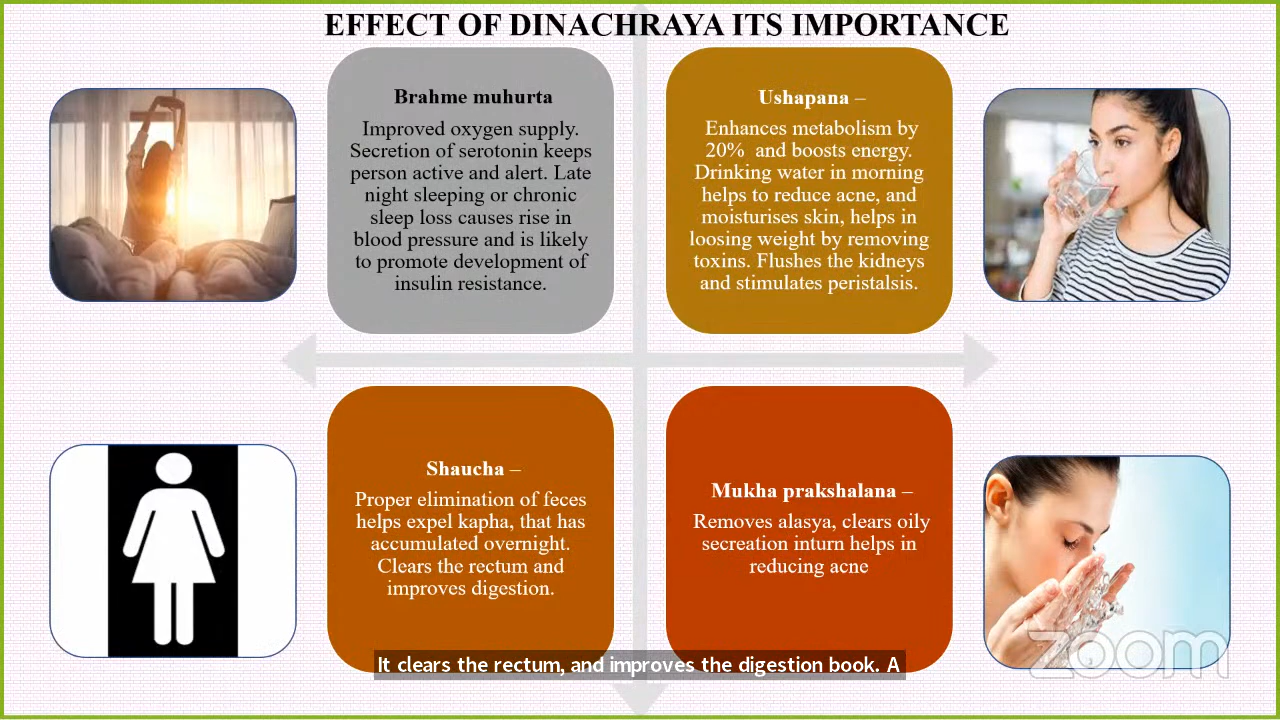 EFFECT OF DINACHRAYA ITS IMPORTANCE
Brahme muhurta
Improved oxygen supply.
Secretion of serotonin keeps
person active and alert. Late
night sleeping or chronic
sleep loss causes rise in
blood pressure and is likely
to promote development of
insulin resistance.
Ushapana –
Enhances metabolism by
20% and boosts energy.
Drinking water in morning
helps to reduce acne, and
moisturises skin, helps in
loosing weight by removing
toxins. Flushes the kidneys
and stimulates peristalsis.
Shaucha –
Proper elimination of feces
helps expel kapha, that has
accumulated overnight.
Clears the rectum and
improves digestion.
Mukha prakshalana –
Removes alasya, clears oily
secreation inturn helps in
reducing acne
It clears the rectum, and improves the digestion book. A
zoom